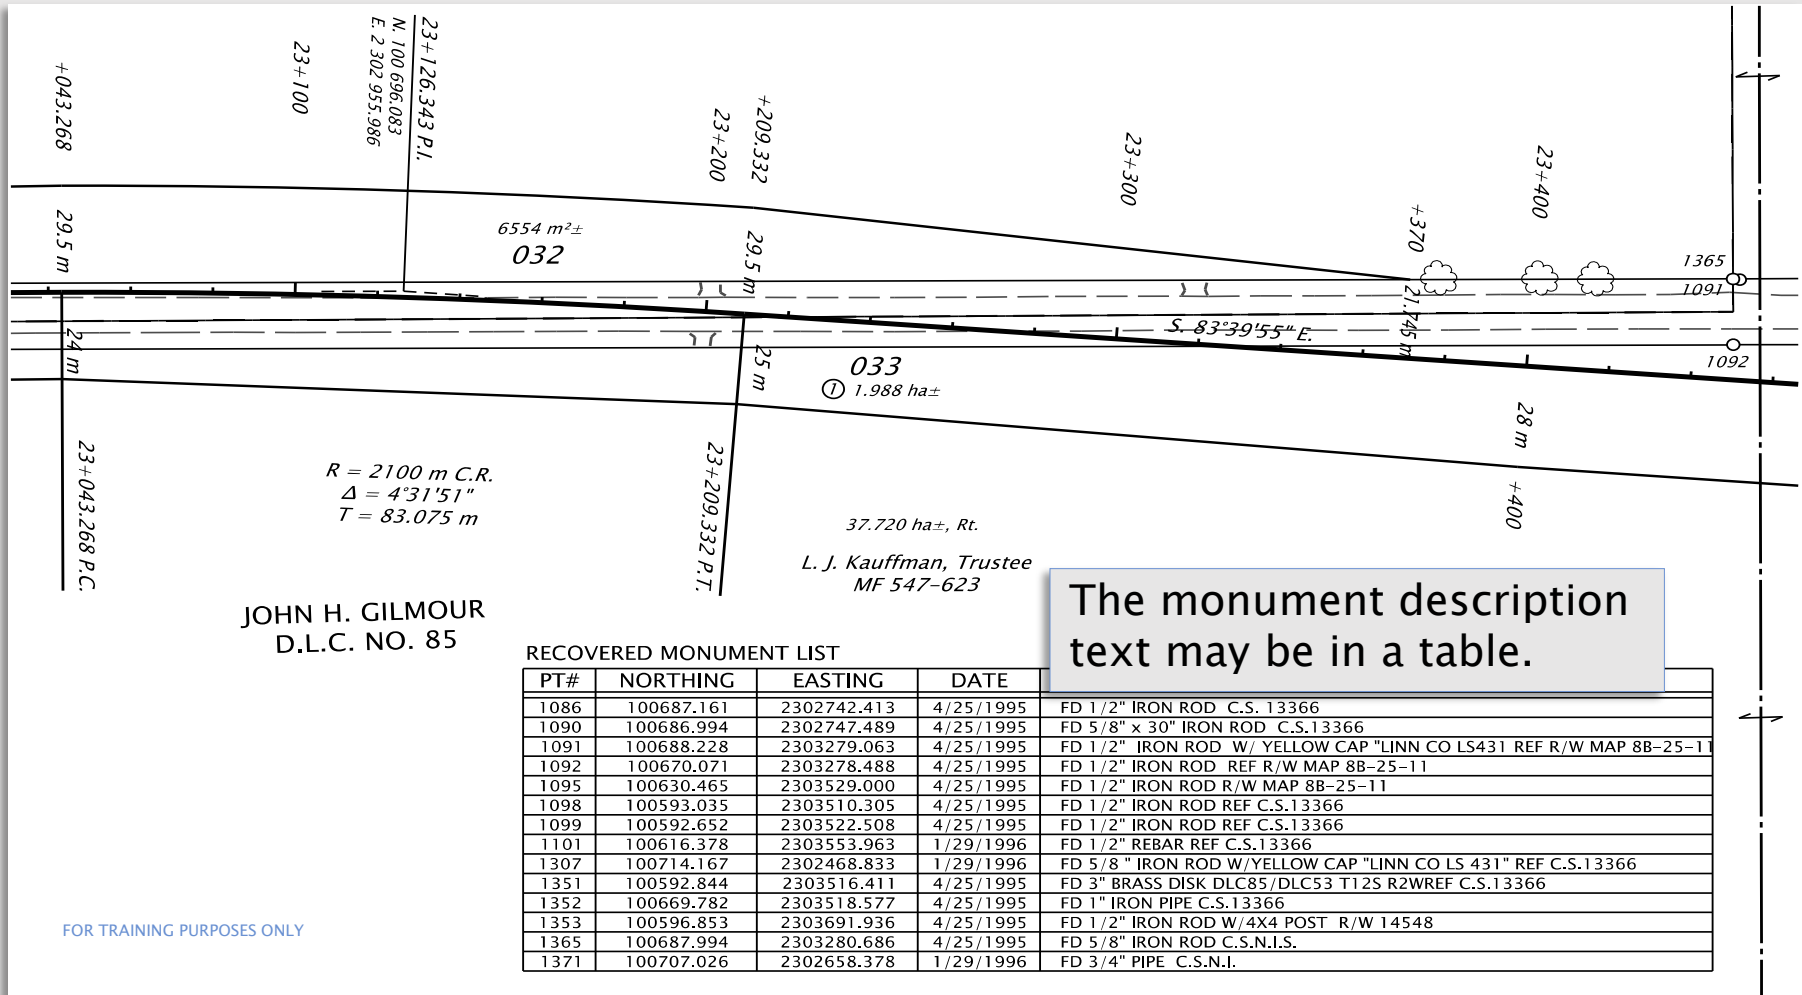 +043.268
23+100
23+126.343 P.I.
N. 100 696.083
E. 2 302 955.986
23+200
+209.332
23+300
+370
23+400
29.5 m
6554 m²±
032
29.5 m
1365
1091
21.745 m
S. 83°39'55" E.
24 m
25 m
033
1 1.988 ha±
1092
28 m
+400
23+043.268 P.C.
R = 2100 m C.R.
Δ = 4°31'51"
T = 83.075 m
23+209.332 P.T.
37.720 ha±, Rt.
L. J. Kauffman, Trustee
MF 547-623
JOHN H. GILMOUR
D.L.C. NO. 85
The monument description
text may be in a table.
RECOVERED MONUMENT LIST
PT# NORTHING EASTING DATE
1086 100687.161 2302742.413 4/25/1995 FD 1/2" IRON ROD C.S. 13366
1090 100686.994 2302747.489 4/25/1995 FD 5/8" x 30" IRON ROD C.S.13366
1091 100688.228 2303279.063 4/25/1995 FD 1/2" IRON ROD W/ YELLOW CAP "LINN CO LS431 REF R/W MAP 8B-25-11
1092 100670.071 2303278.488 4/25/1995 FD 1/2" IRON ROD REF R/W MAP 8B-25-11
1095 100630.465 2303529.000 4/25/1995 FD 1/2" IRON ROD R/W MAP 8B-25-11
1098 100593.035 2303510.305 4/25/1995 FD 1/2" IRON ROD REF C.S.13366
1099 100592.652 2303522.508 4/25/1995 FD 1/2" IRON ROD REF C.S.13366
1101 100616.378 2303553.963 1/29/1996 FD 1/2" REBAR REF C.S.13366
1307 100714.167 2302468.833 1/29/1996 FD 5/8 " IRON ROD W/YELLOW CAP "LINN CO LS 431" REF C.S.13366
1351 100592.844 2303516.411 4/25/1995 FD 3" BRASS DISK DLC85/DLC53 T12S R2WREF C.S.13366
1352 100669.782 2303518.577 4/25/1995 FD 1" IRON PIPE C.S.13366
1353 100596.853 2303691.936 4/25/1995 FD 1/2" IRON ROD W/4X4 POST R/W 14548
1365 100687.994 2303280.686 4/25/1995 FD 5/8" IRON ROD C.S.N.I.S.
1371 100707.026 2302658.378 1/29/1996 FD 3/4" PIPE C.S.N.I.
FOR TRAINING PURPOSES ONLY